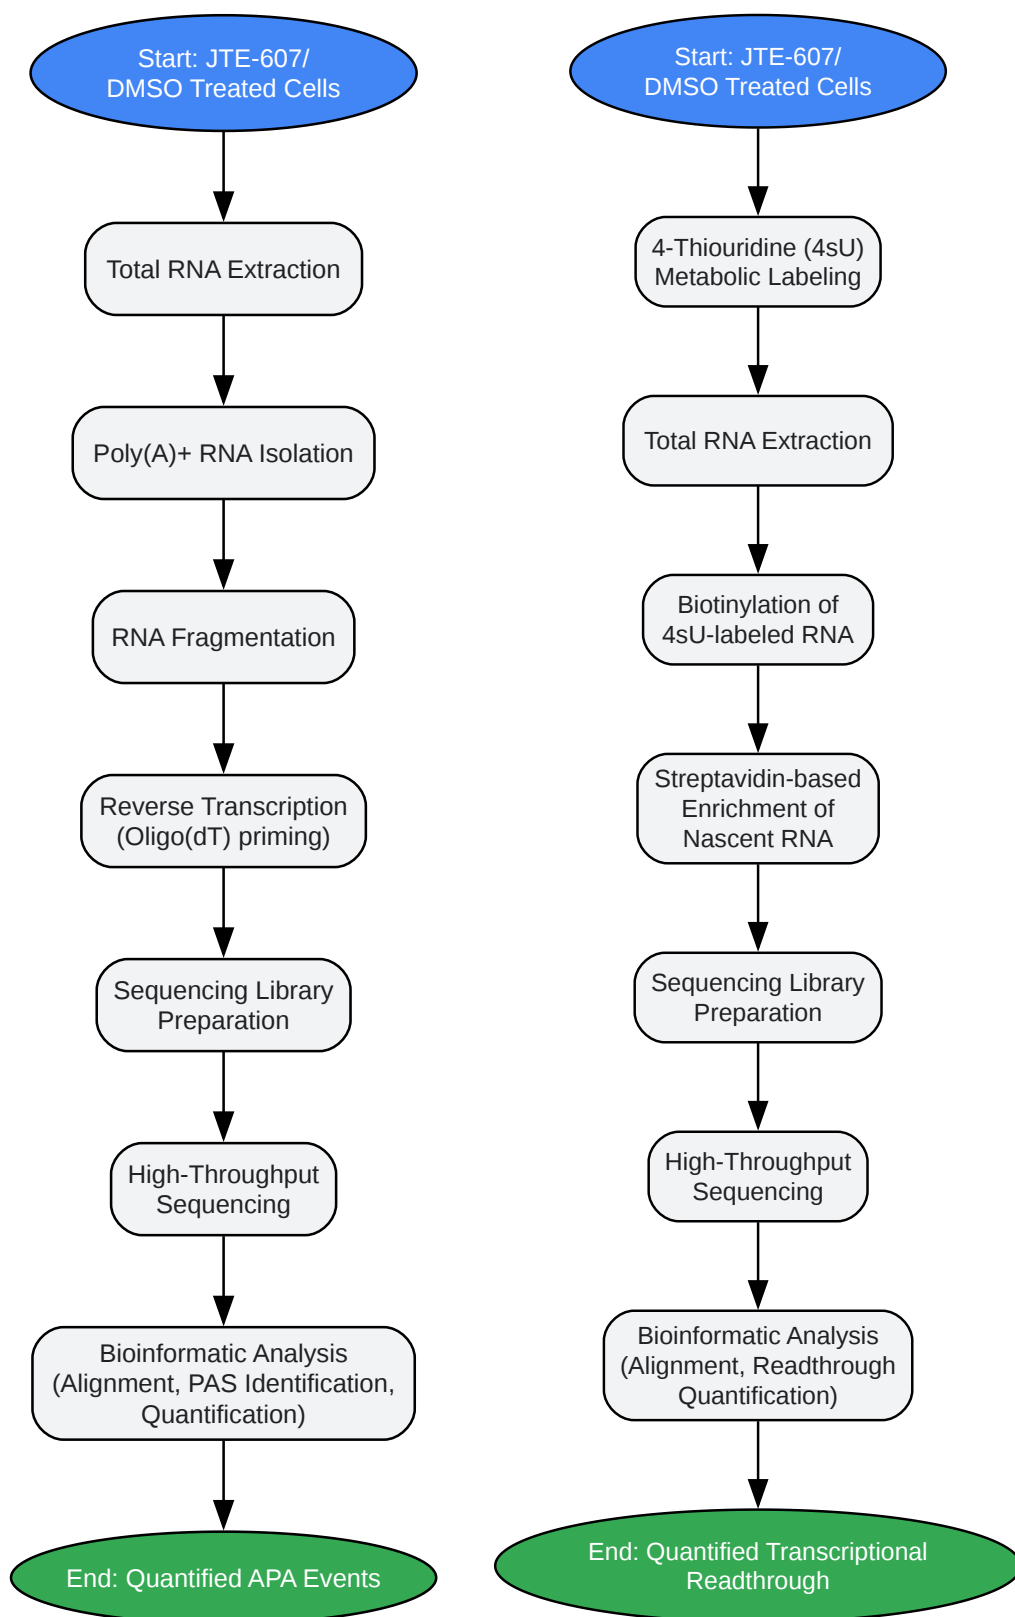 Start: JTE-607/
DMSO Treated Cells
Total RNA Extraction
Poly(A)+ RNA Isolation
RNA Fragmentation
Reverse Transcription
(Oligo(dT) priming)
Sequencing Library
Preparation
High-Throughput
Sequencing
Bioinformatic Analysis
(Alignment, PAS Identification,
Quantification)
End: Quantified APA Events
Start: JTE-607/
DMSO Treated Cells
4-Thiouridine (4sU)
Metabolic Labeling
Total RNA Extraction
Biotinylation of
4sU-labeled RNA
Streptavidin-based
Enrichment of
Nascent RNA
Sequencing Library
Preparation
High-Throughput
Sequencing
Bioinformatic Analysis
(Alignment, Readthrough
Quantification)
End: Quantified Transcriptional
Readthrough